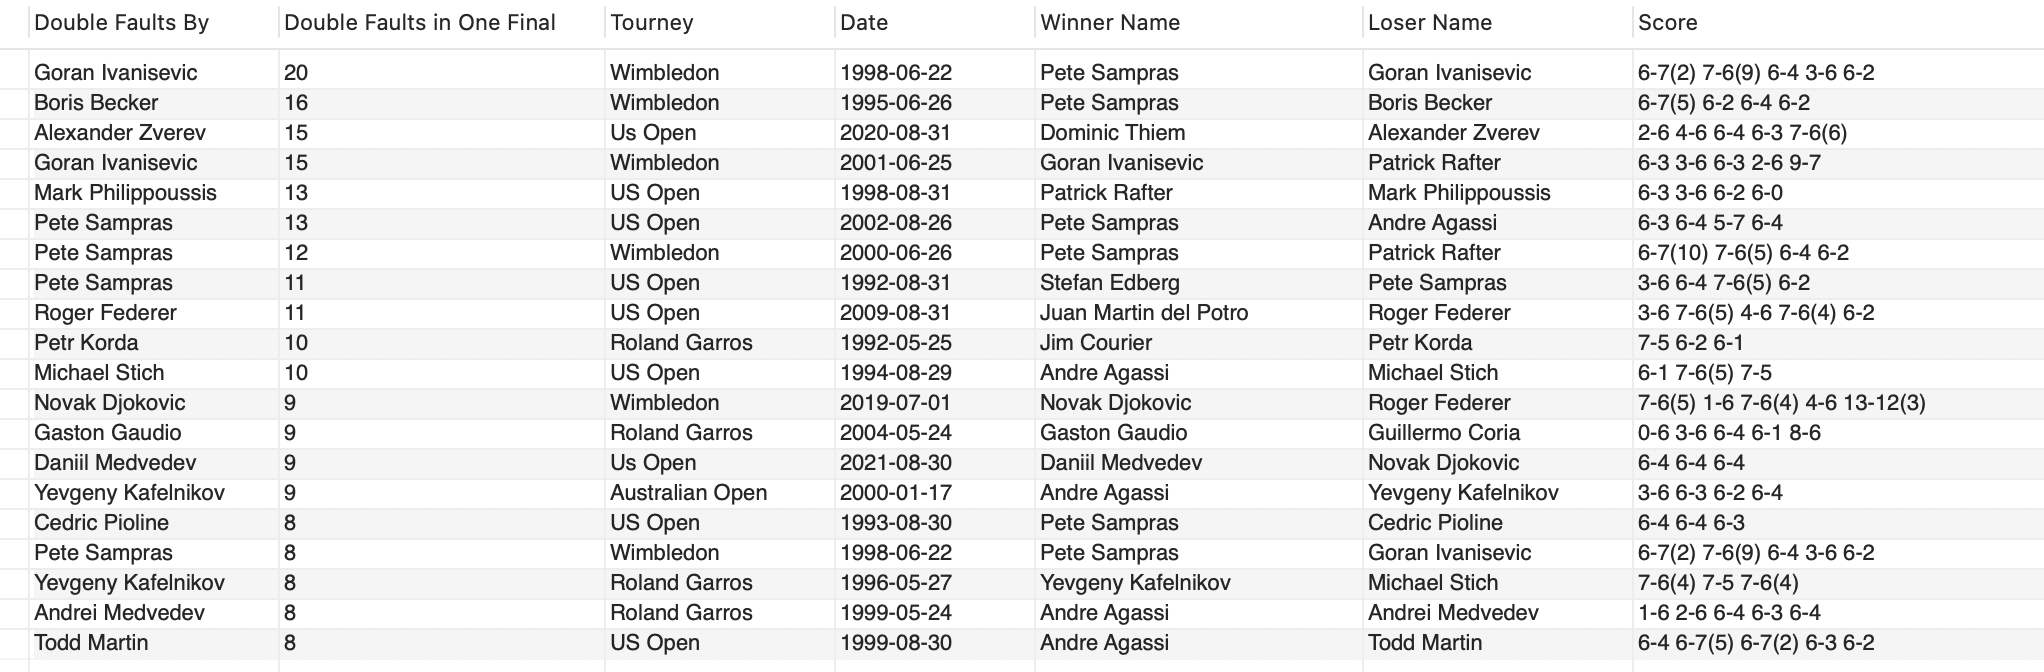 Double Faults By Double Faults in One Final Tourney Date Winner Name Loser Name Score
Goran Ivanisevic 20 Wimbledon 1998-06-22 Pete Sampras Goran Ivanisevic 6-7(2) 7-6(9) 6-4 3-6 6-2
Boris Becker 16 Wimbledon 1995-06-26 Pete Sampras Boris Becker 6-7(5) 6-2 6-4 6-2
Alexander Zverev 15 Us Open 2020-08-31 Dominic Thiem Alexander Zverev 2-6 4-6 6-4 6-3 7-6(6)
Goran Ivanisevic 15 Wimbledon 2001-06-25 Goran Ivanisevic Patrick Rafter 6-3 3-6 6-3 2-6 9-7
Mark Philippoussis 13 US Open 1998-08-31 Patrick Rafter Mark Philippoussis 6-3 3-6 6-2 6-0
Pete Sampras 13 US Open 2002-08-26 Pete Sampras Andre Agassi 6-3 6-4 5-7 6-4
Pete Sampras 12 Wimbledon 2000-06-26 Pete Sampras Patrick Rafter 6-7(10) 7-6(5) 6-4 6-2
Pete Sampras 11 US Open 1992-08-31 Stefan Edberg Pete Sampras 3-6 6-4 7-6(5) 6-2
Roger Federer 11 US Open 2009-08-31 Juan Martin del Potro Roger Federer 3-6 7-6(5) 4-6 7-6(4) 6-2
Petr Korda 10 Roland Garros 1992-05-25 Jim Courier Petr Korda 7-5 6-2 6-1
Michael Stich 10 US Open 1994-08-29 Andre Agassi Michael Stich 6-1 7-6(5) 7-5
Novak Djokovic 9 Wimbledon 2019-07-01 Novak Djokovic Roger Federer 7-6(5) 1-6 7-6(4) 4-6 13-12(3)
Gaston Gaudio 9 Roland Garros 2004-05-24 Gaston Gaudio Guillermo Coria 0-6 3-6 6-4 6-1 8-6
Daniil Medvedev 9 Us Open 2021-08-30 Daniil Medvedev Novak Djokovic 6-4 6-4 6-4
Yevgeny Kafelnikov 9 Australian Open 2000-01-17 Andre Agassi Yevgeny Kafelnikov 3-6 6-3 6-2 6-4
Cedric Pioline 8 US Open 1993-08-30 Pete Sampras Cedric Pioline 6-4 6-4 6-3
Pete Sampras 8 Wimbledon 1998-06-22 Pete Sampras Goran Ivanisevic 6-7(2) 7-6(9) 6-4 3-6 6-2
Yevgeny Kafelnikov 8 Roland Garros 1996-05-27 Yevgeny Kafelnikov Michael Stich 7-6(4) 7-5 7-6(4)
Andrei Medvedev 8 Roland Garros 1999-05-24 Andre Agassi Andrei Medvedev 1-6 2-6 6-4 6-3 6-4
Todd Martin 8 US Open 1999-08-30 Andre Agassi Todd Martin 6-4 6-7(5) 6-7(2) 6-3 6-2